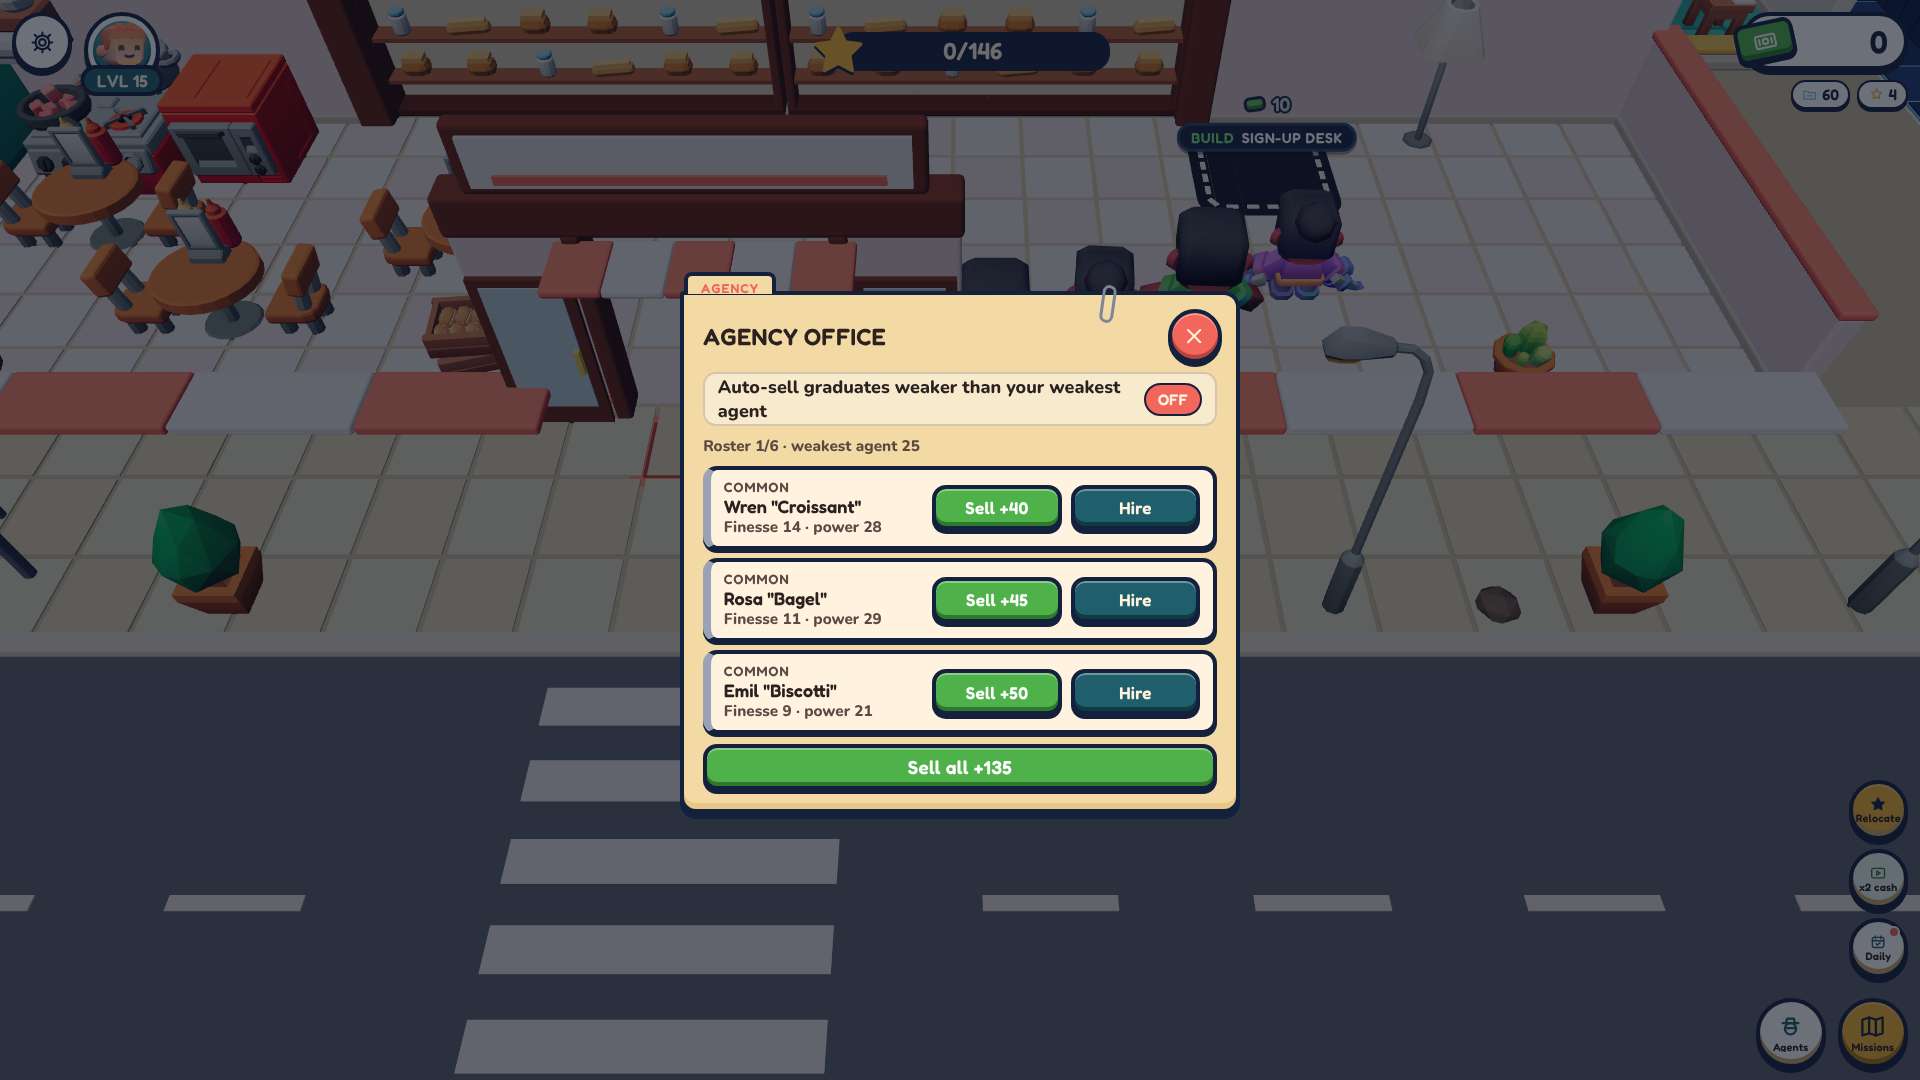 LVL 15
0/146
0
60
4
10
BUILD SIGN-UP DESK
AGENCY
AGENCY OFFICE
Auto-sell graduates weaker than your weakest
agent
OFF
Roster 1/6 · weakest agent 25
COMMON
Wren "Croissant"
Finesse 14 · power 28
Sell +40
Hire
COMMON
Rosa "Bagel"
Finesse 11 · power 29
Sell +45
Hire
COMMON
Emil "Biscotti"
Finesse 9 · power 21
Sell +50
Hire
Sell all +135
Relocate
x2 cash
Daily
Agents
Missions